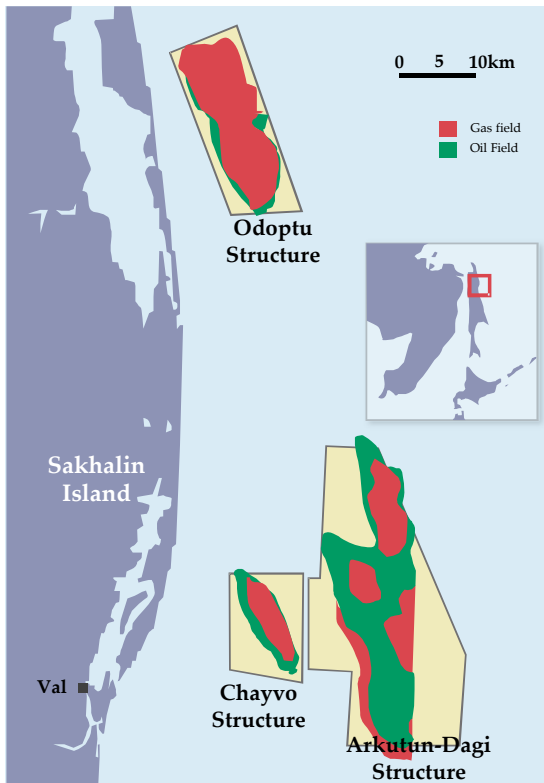 0 5 10km
Gas field
Oil Field
Odoptu
Structure
Sakhalin
Island
Val
Chayvo
Structure
Arkutun-Dagi
Structure